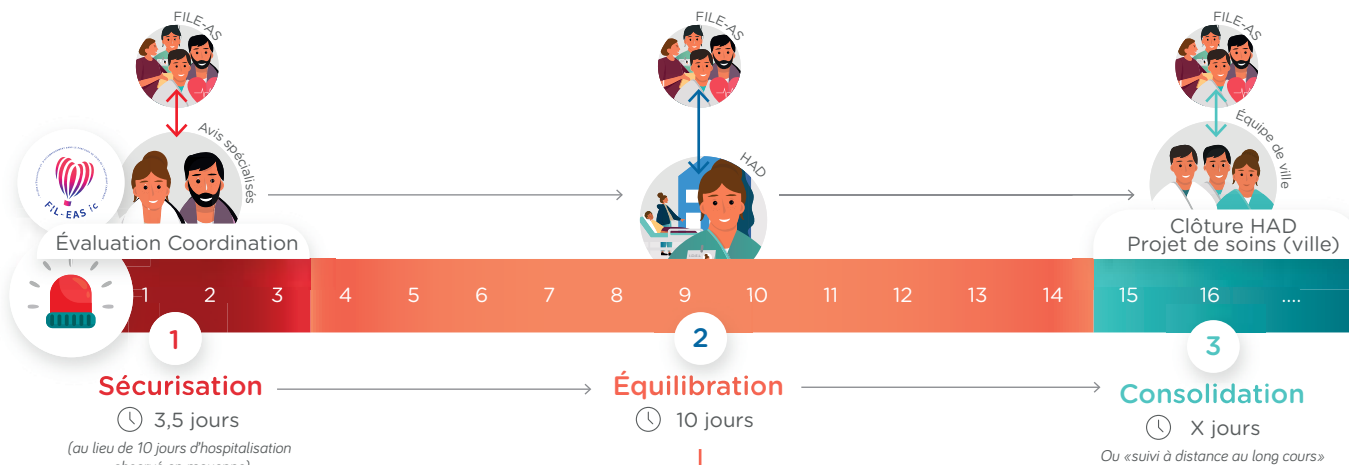 FILE-AS
FILE-AS
FILE-AS
Avis spécialisés
HAD
Équipe de ville
FIL-EAS ic
Évaluation Coordination
Clôture HAD
Projet de soins (ville)
1 2 3 4 5 6 7 8 9 10 11 12 13 14 15 16 ....
1
2
3
Sécurisation
3,5 jours
(au lieu de 10 jours d'hospitalisation
observé en moyenne)
Équilibration
10 jours
Consolidation
X jours
Ou «suivi à distance au long cours»